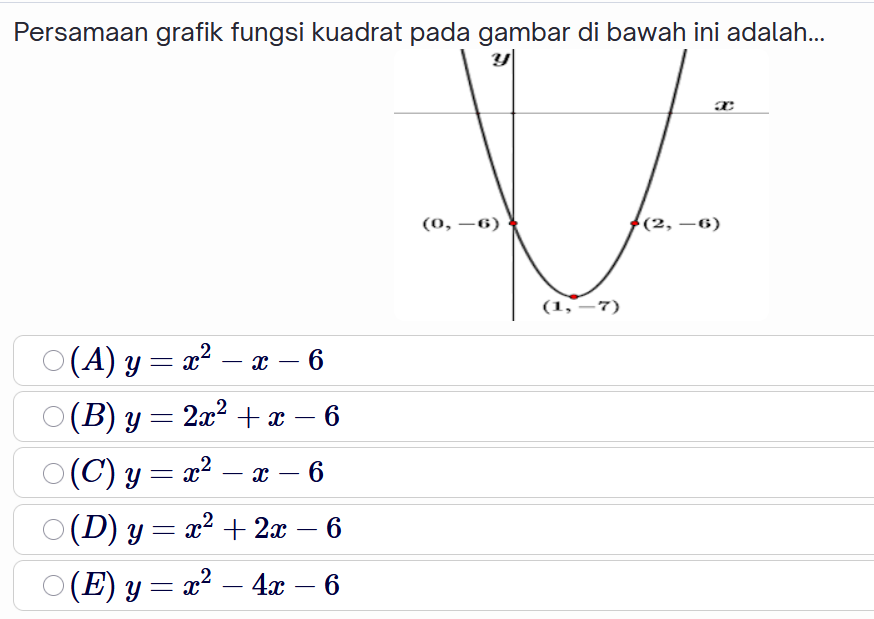 Persamaan grafik fungsi kuadrat pada gambar di bawah ini adalah...
y
x
(0, −6)
(2, −6)
(1, −7)
(A) y = x² − x − 6
(B) y = 2x² + x − 6
(C) y = x² − x − 6
(D) y = x² + 2x − 6
(E) y = x² − 4x − 6